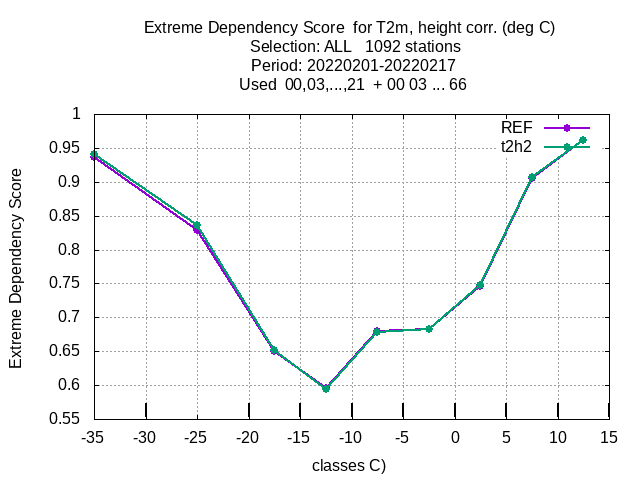 Extreme Dependency Score  for T2m, height corr. (deg C)
Selection: ALL   1092 stations
Period: 20220201-20220217
Used  00,03,...,21  + 00 03 ... 66
REF
t2h2
1
0.95
0.9
0.85
0.8
0.75
0.7
0.65
0.6
0.55
Extreme Dependency Score
-35 -30 -25 -20 -15 -10 -5 0 5 10 15
classes C)